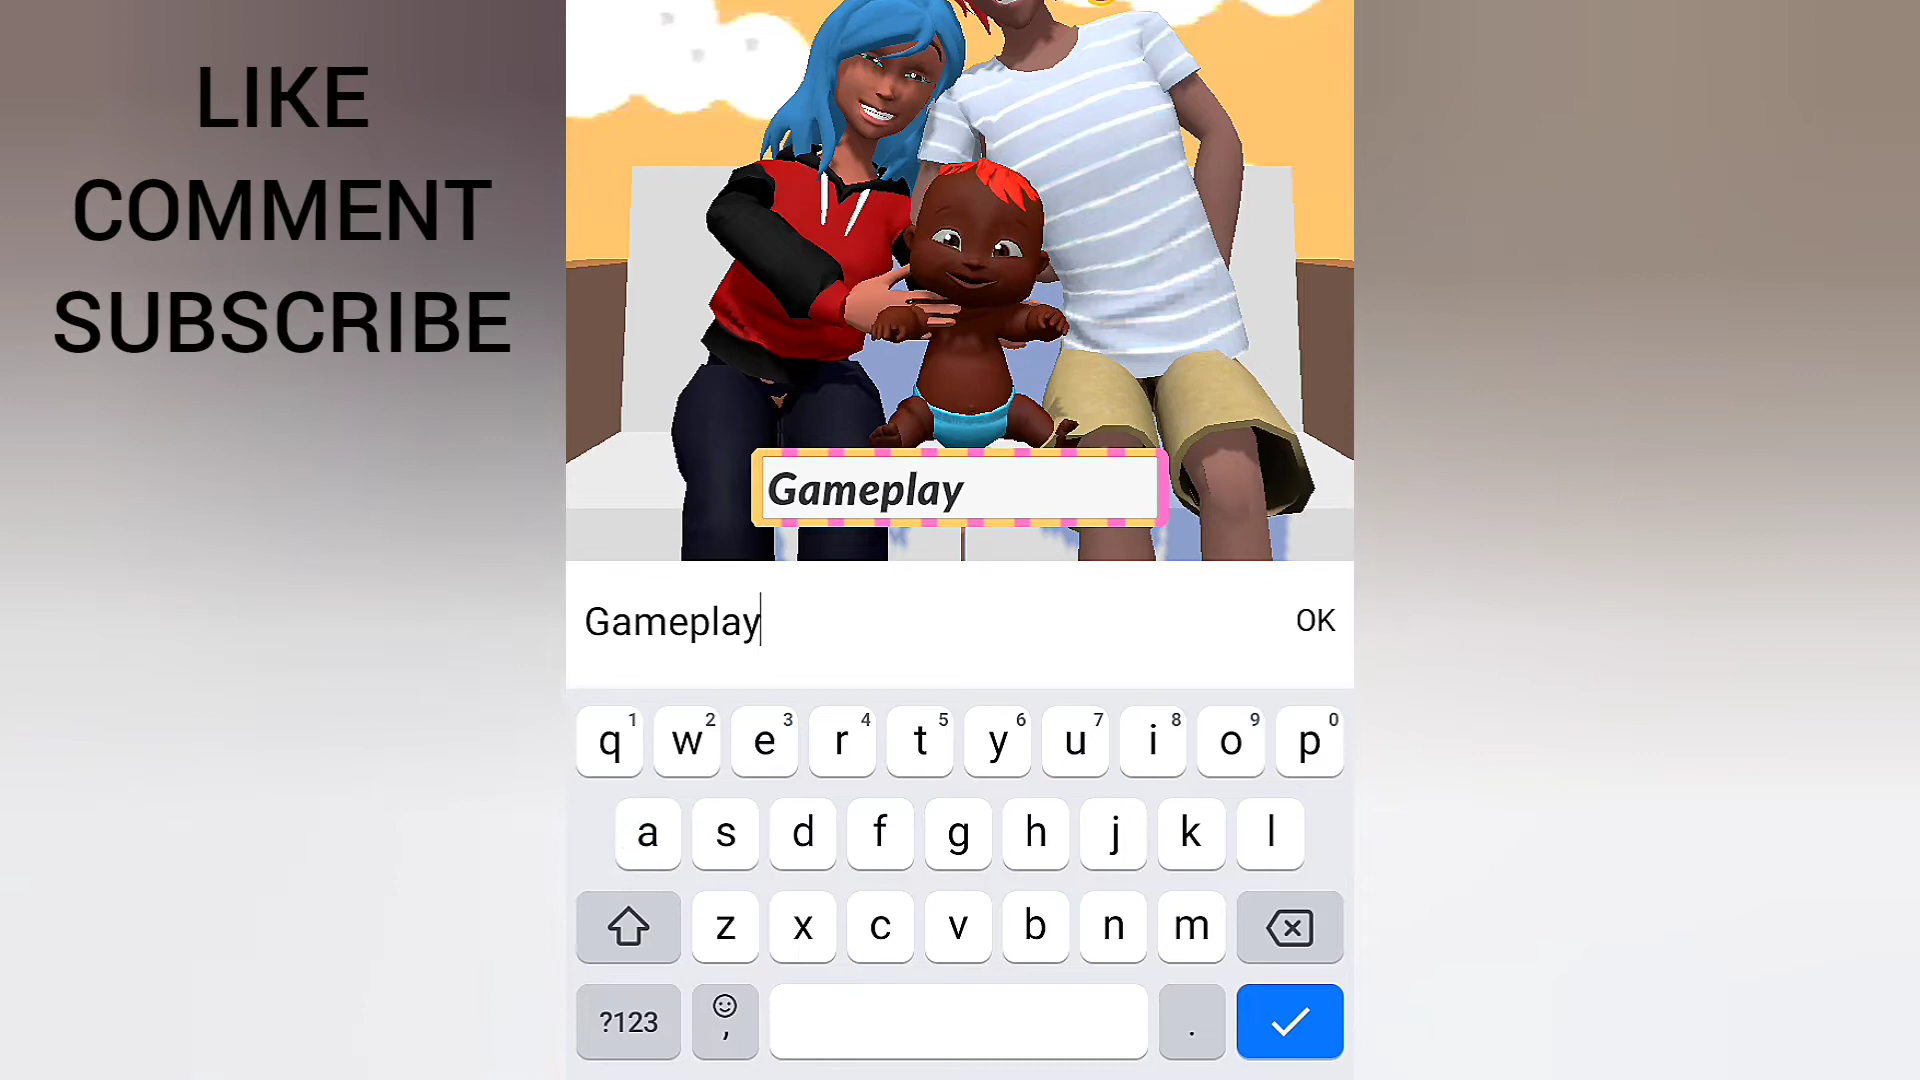 LIKE
COMMENT
SUBSCRIBE
Gameplay
Gameplay
OK
q 1 w 2 e 3 r 4 t 5 y 6 u 7 i 8 o 9 p 0
a s d f g h j k l
z x c v b n m
?123 , .